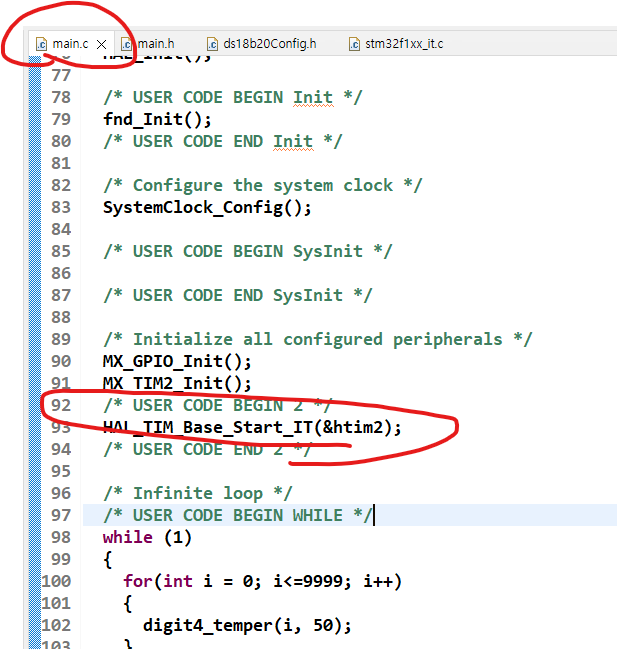 main.c main.h ds18b20Config.h stm32f1xx_it.c
76 HAL_Init();
77
78 /* USER CODE BEGIN Init */
79 fnd_Init();
80 /* USER CODE END Init */
81
82 /* Configure the system clock */
83 SystemClock_Config();
84
85 /* USER CODE BEGIN SysInit */
86
87 /* USER CODE END SysInit */
88
89 /* Initialize all configured peripherals */
90 MX_GPIO_Init();
91 MX_TIM2_Init();
92 /* USER CODE BEGIN 2 */
93 HAL_TIM_Base_Start_IT(&htim2);
94 /* USER CODE END 2 */
95
96 /* Infinite loop */
97 /* USER CODE BEGIN WHILE */
98 while (1)
99 {
100 for(int i = 0; i<=9999; i++)
101 {
102 digit4_temper(i, 50);
103 }